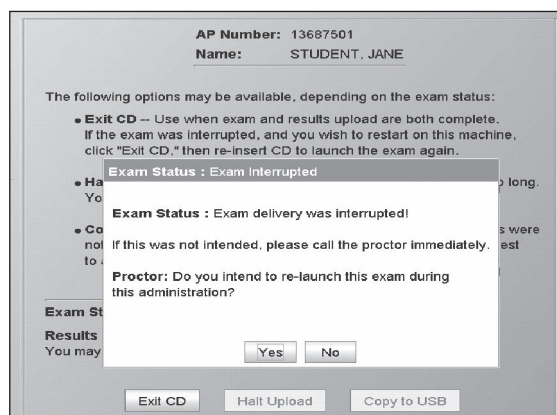 AP Number: 13687501
Name: STUDENT, JANE
The following options may be available, depending on the exam status:
• Exit CD -- Use when exam and results upload are both complete.
If the exam was interrupted, and you wish to restart on this machine,
click "Exit CD," then re-insert CD to launch the exam again.
Exam Status : Exam Interrupted
• Ha
o long.
Yo
Exam Status : Exam delivery was interrupted!
• Co
s were
not
est
If this was not intended, please call the proctor immediately.
to
Proctor: Do you intend to re-launch this exam during
this administration?
Exam St
Results
You may
Yes No
Exit CD Halt Upload Copy to USB